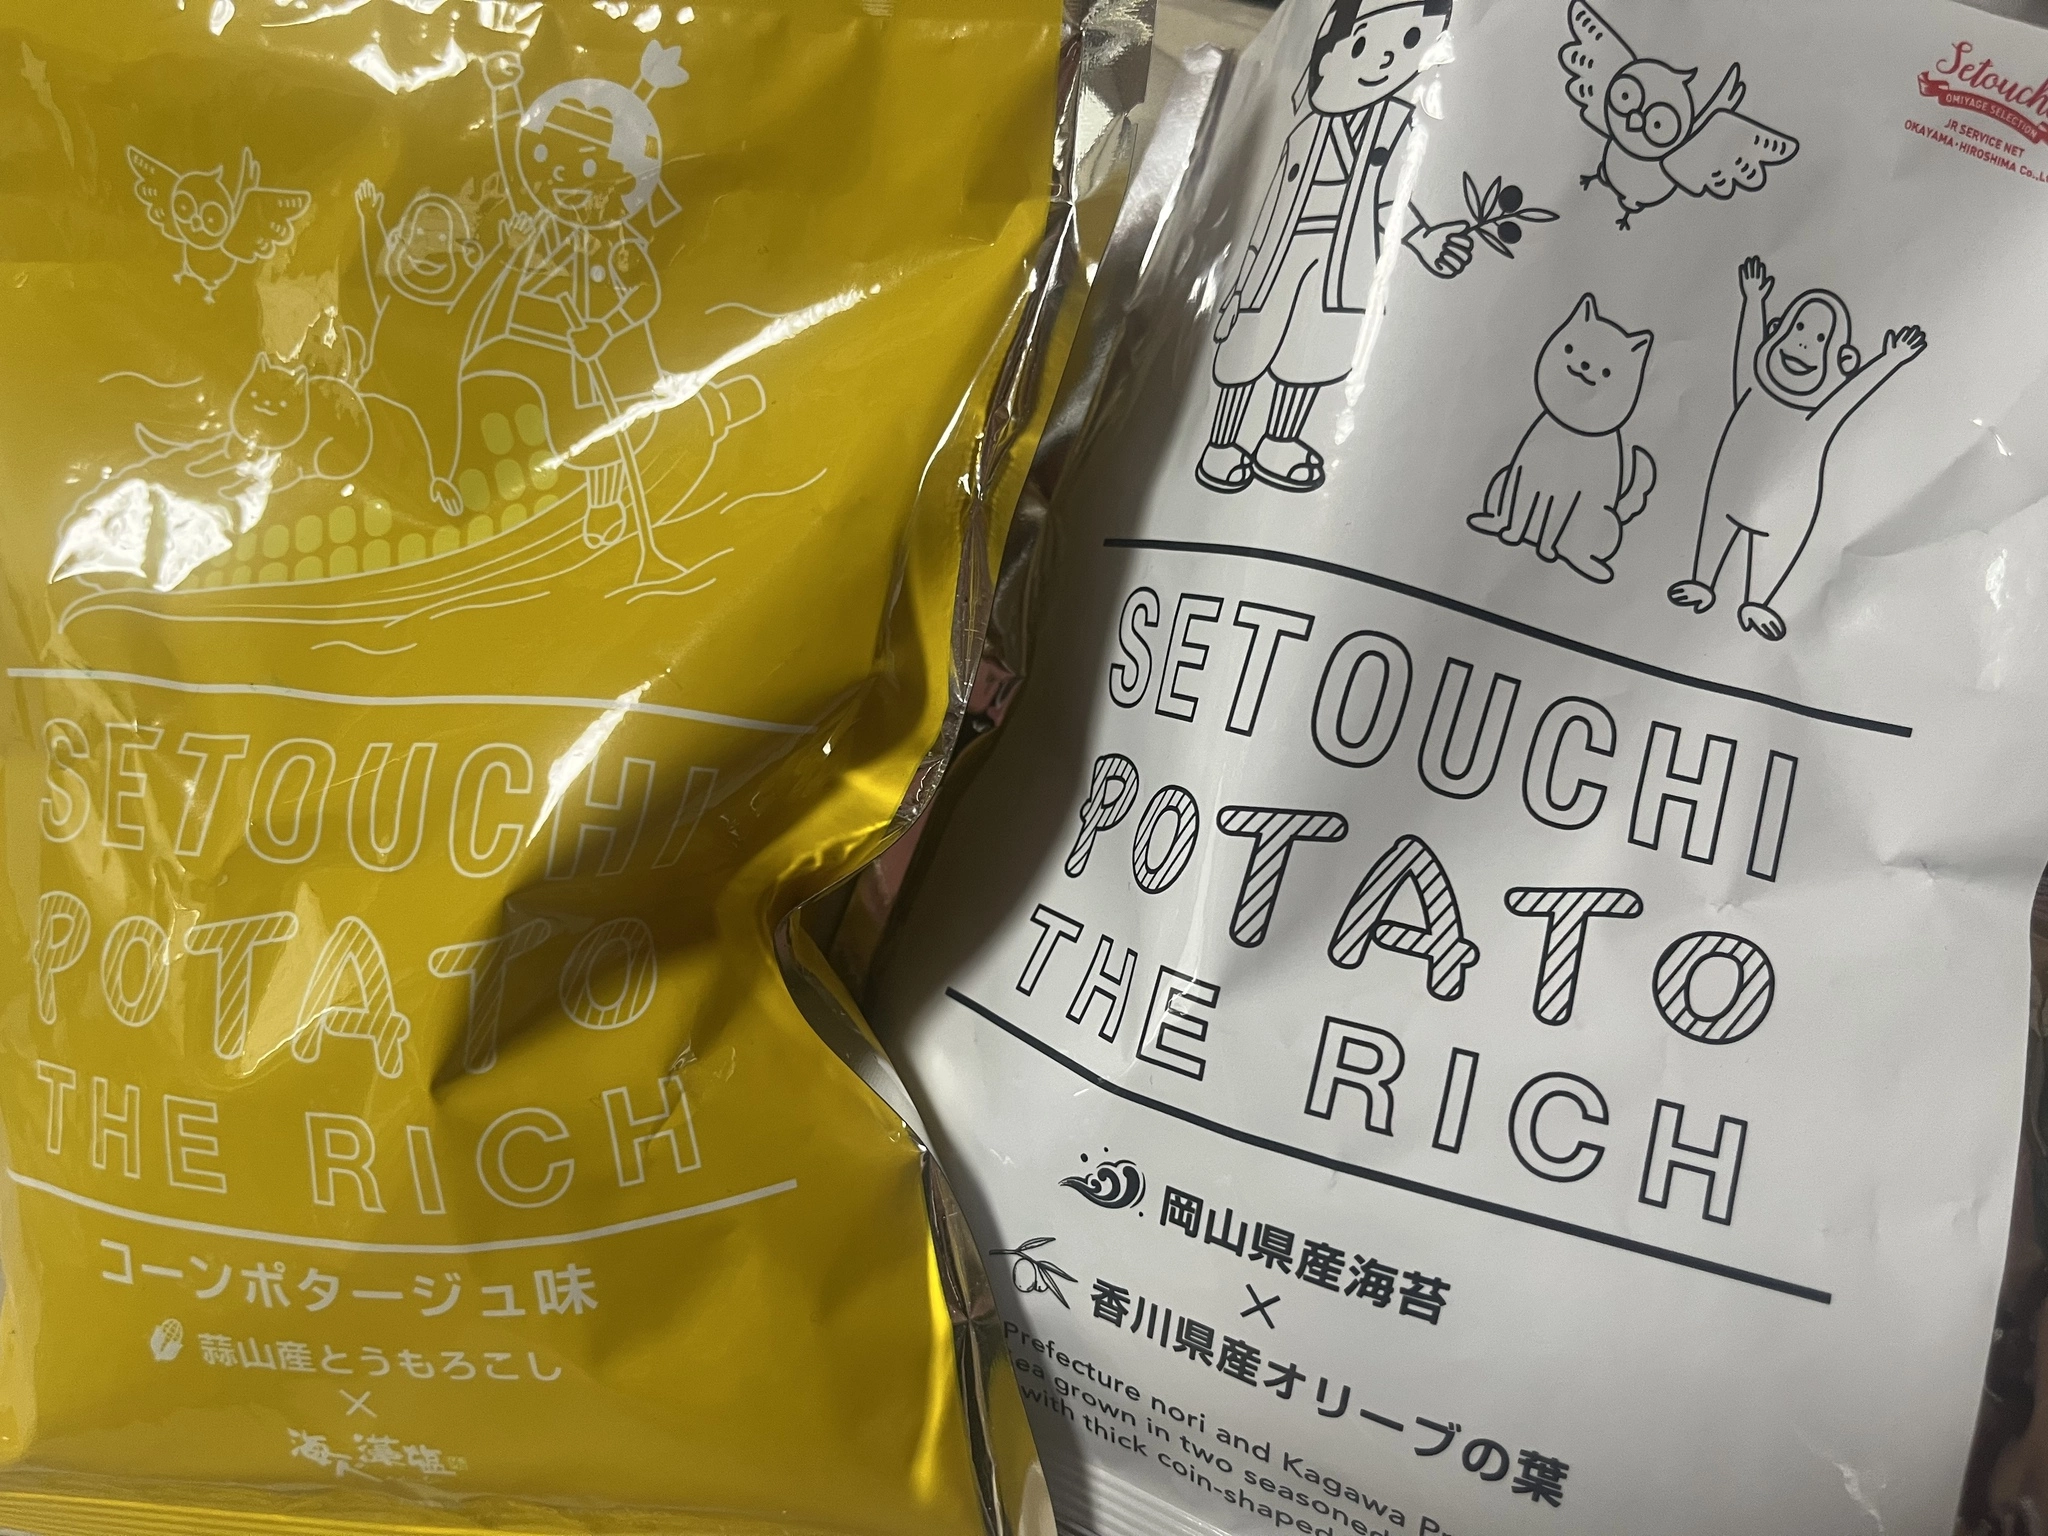 SETOUCHI
POTATO
THE RICH
コーンポタージュ味
蒜山産とうもろこし
×
海人藻塩
Setouchi
OMIYAGE SELECTION
JR SERVICE NET
OKAYAMA・HIROSHIMA Co.,L
SETOUCHI
POTATO
THE RICH
岡山県産海苔
×
香川県産オリーブの葉
Prefecture nori and Kagawa Pr
ea grown in two seasoned
with thick coin-shaped